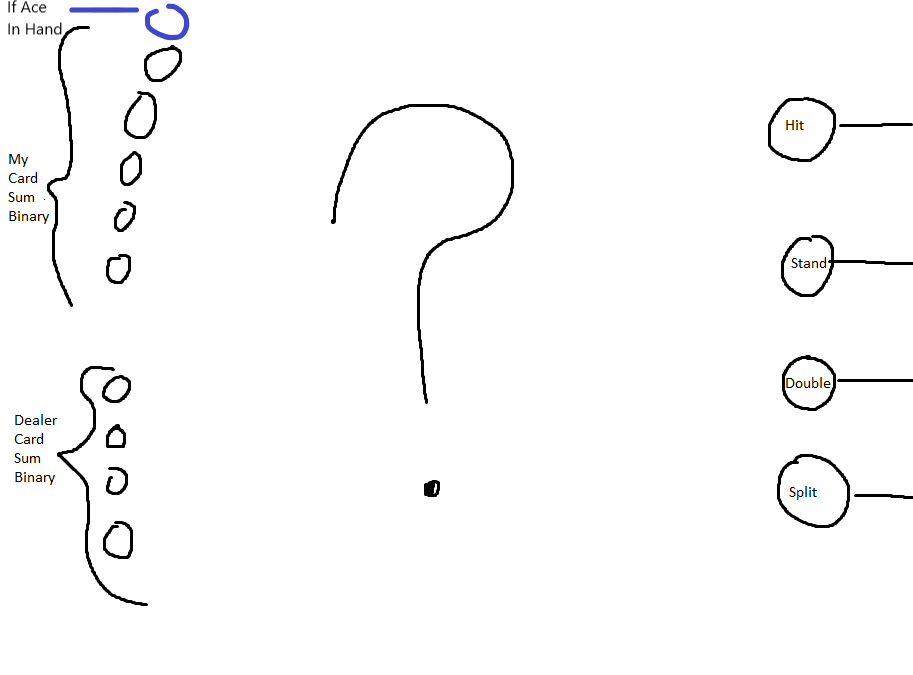 If Ace
In Hand
My
Card
Sum
Binary
Dealer
Card
Sum
Binary
?
Hit
Stand
Double
Split